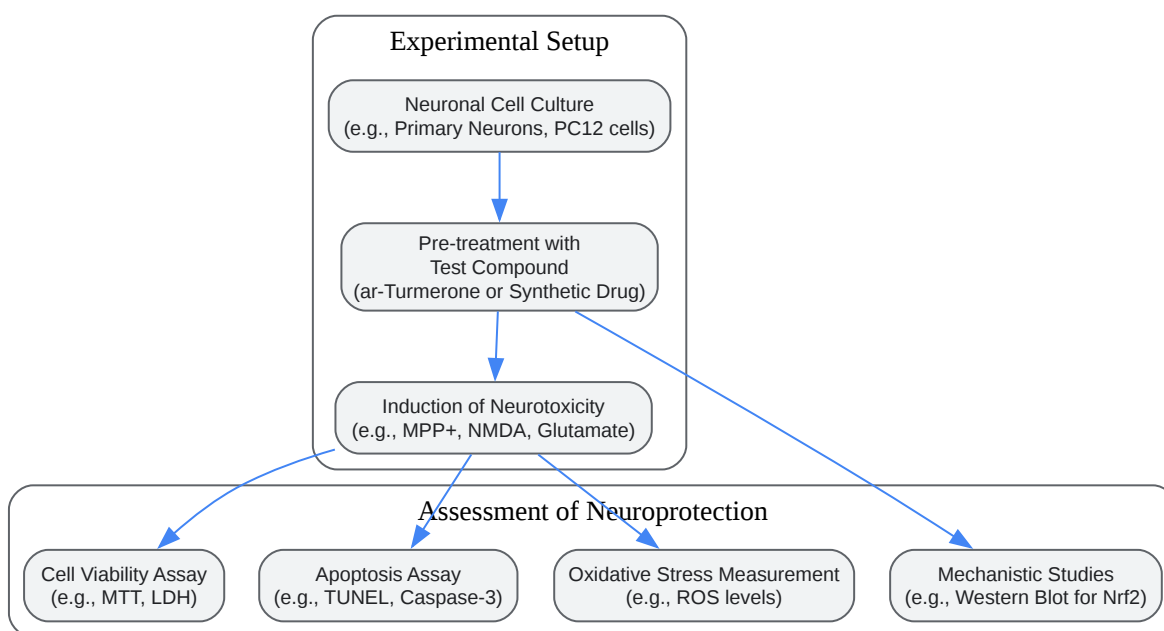 Experimental Setup
Neuronal Cell Culture
(e.g., Primary Neurons, PC12 cells)
Pre-treatment with
Test Compound
(ar-Turmerone or Synthetic Drug)
Induction of Neurotoxicity
(e.g., MPP+, NMDA, Glutamate)
Assessment of Neuroprotection
Cell Viability Assay
(e.g., MTT, LDH)
Apoptosis Assay
(e.g., TUNEL, Caspase-3)
Oxidative Stress Measurement
(e.g., ROS levels)
Mechanistic Studies
(e.g., Western Blot for Nrf2)